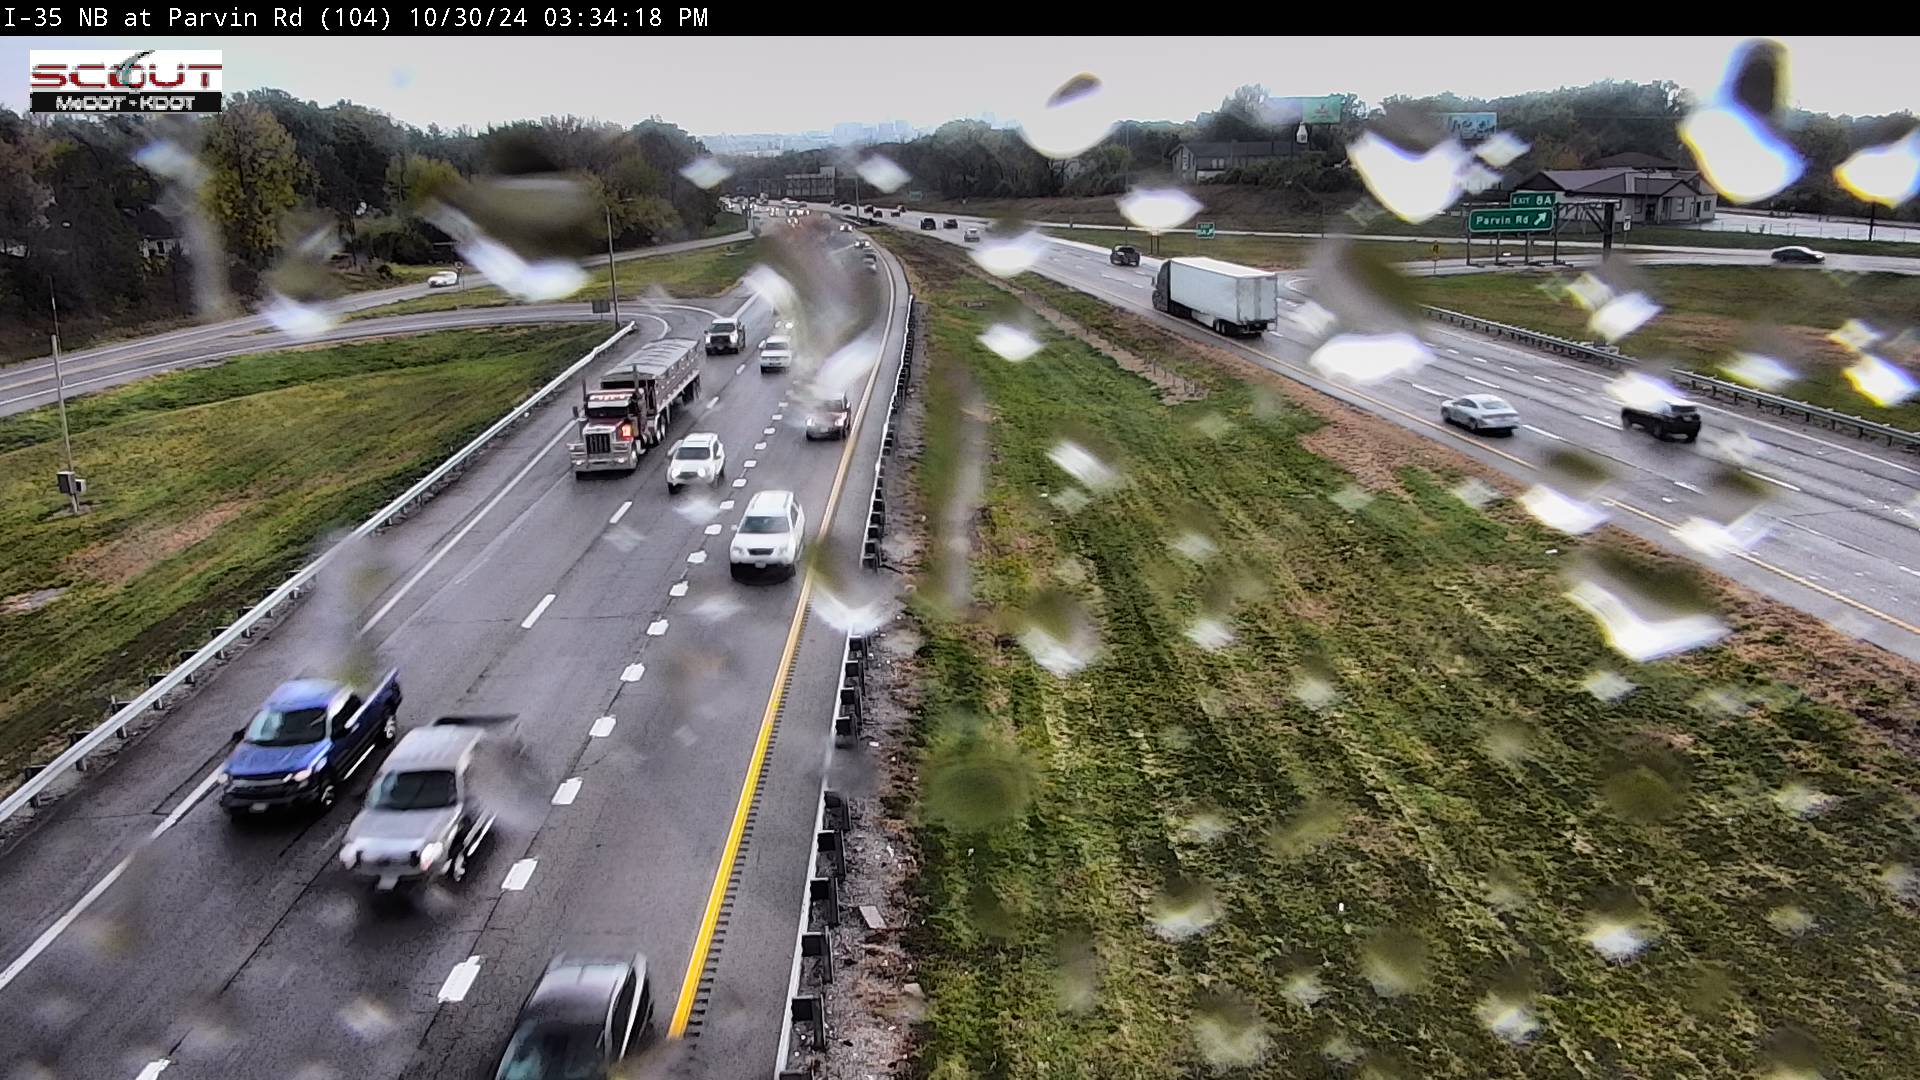 I-35 NB at Parvin Rd (104) 10/30/24 03:34:18 PM
SCOUT
MoDOT - KDOT
EXIT 8A
Parvin Rd